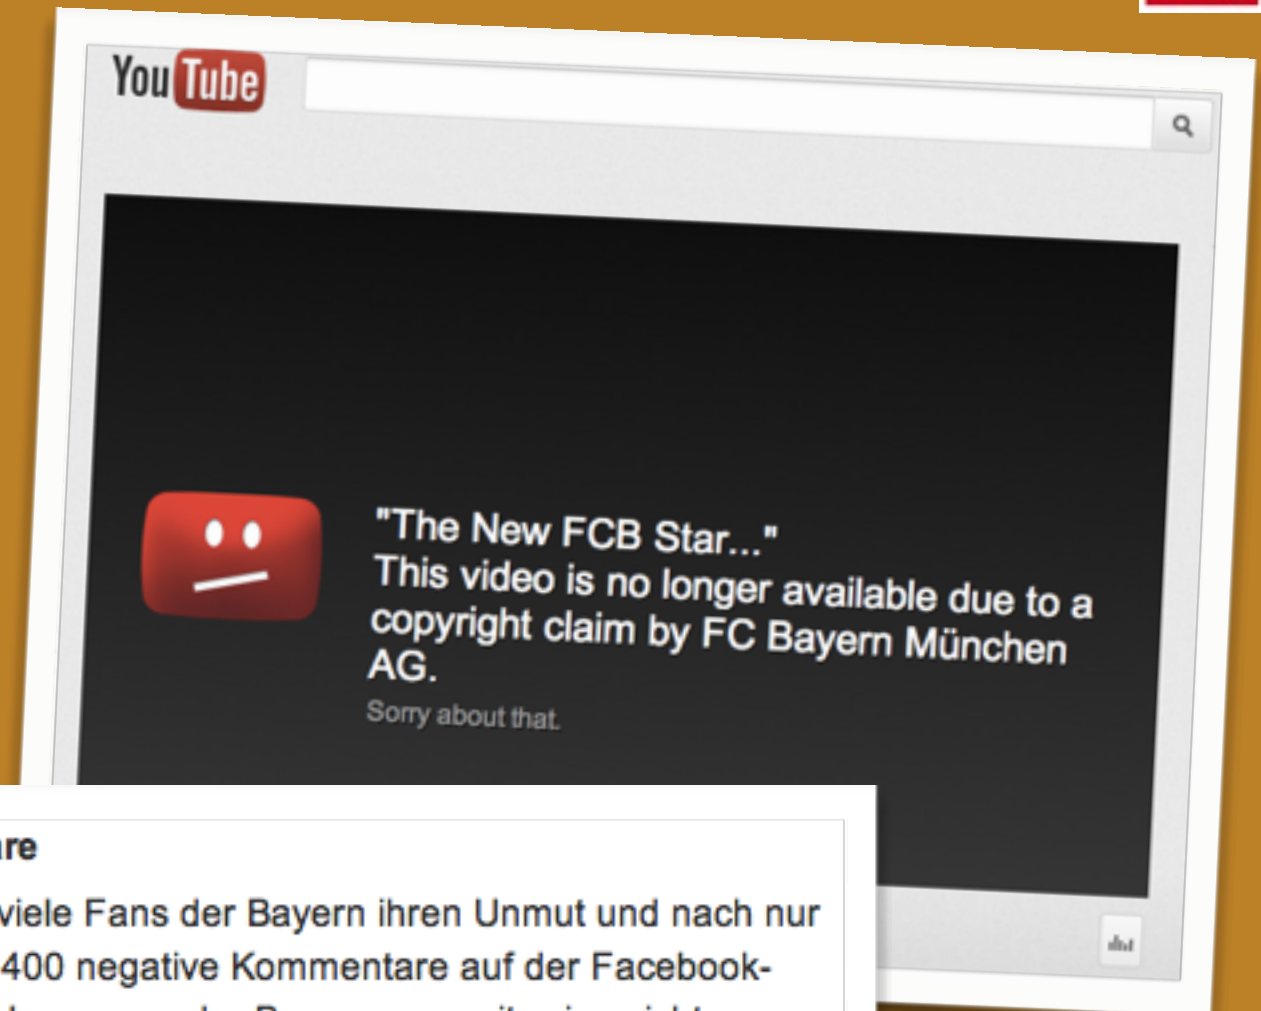 YouTube
"The New FCB Star..."
This video is no longer available due to a
copyright claim by FC Bayern München
AG.
Sorry about that.
viele Fans der Bayern ihren Unmut und nach nur
400 negative Kommentare auf der Facebook-